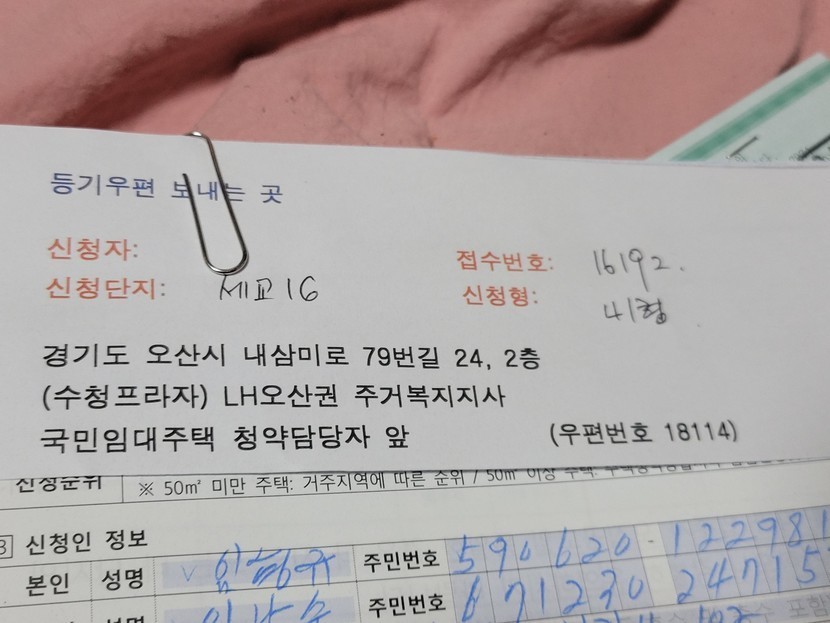 등기우편 보내는 곳
신청자:
접수번호: 16192.
신청단지: 세교16
신청형: 41형
경기도 오산시 내삼미로 79번길 24, 2층
(수청프라자) LH오산권 주거복지지사
국민임대주택 청약담당자 앞 (우편번호 18114)
신청순위 ※ 50㎡ 미만 주택: 거주지역에 따른 순위 / 50㎡ 이상 주택:
3 신청인 정보
본인 성명 주민번호 590620-122981
성명 주민번호 671230 24715